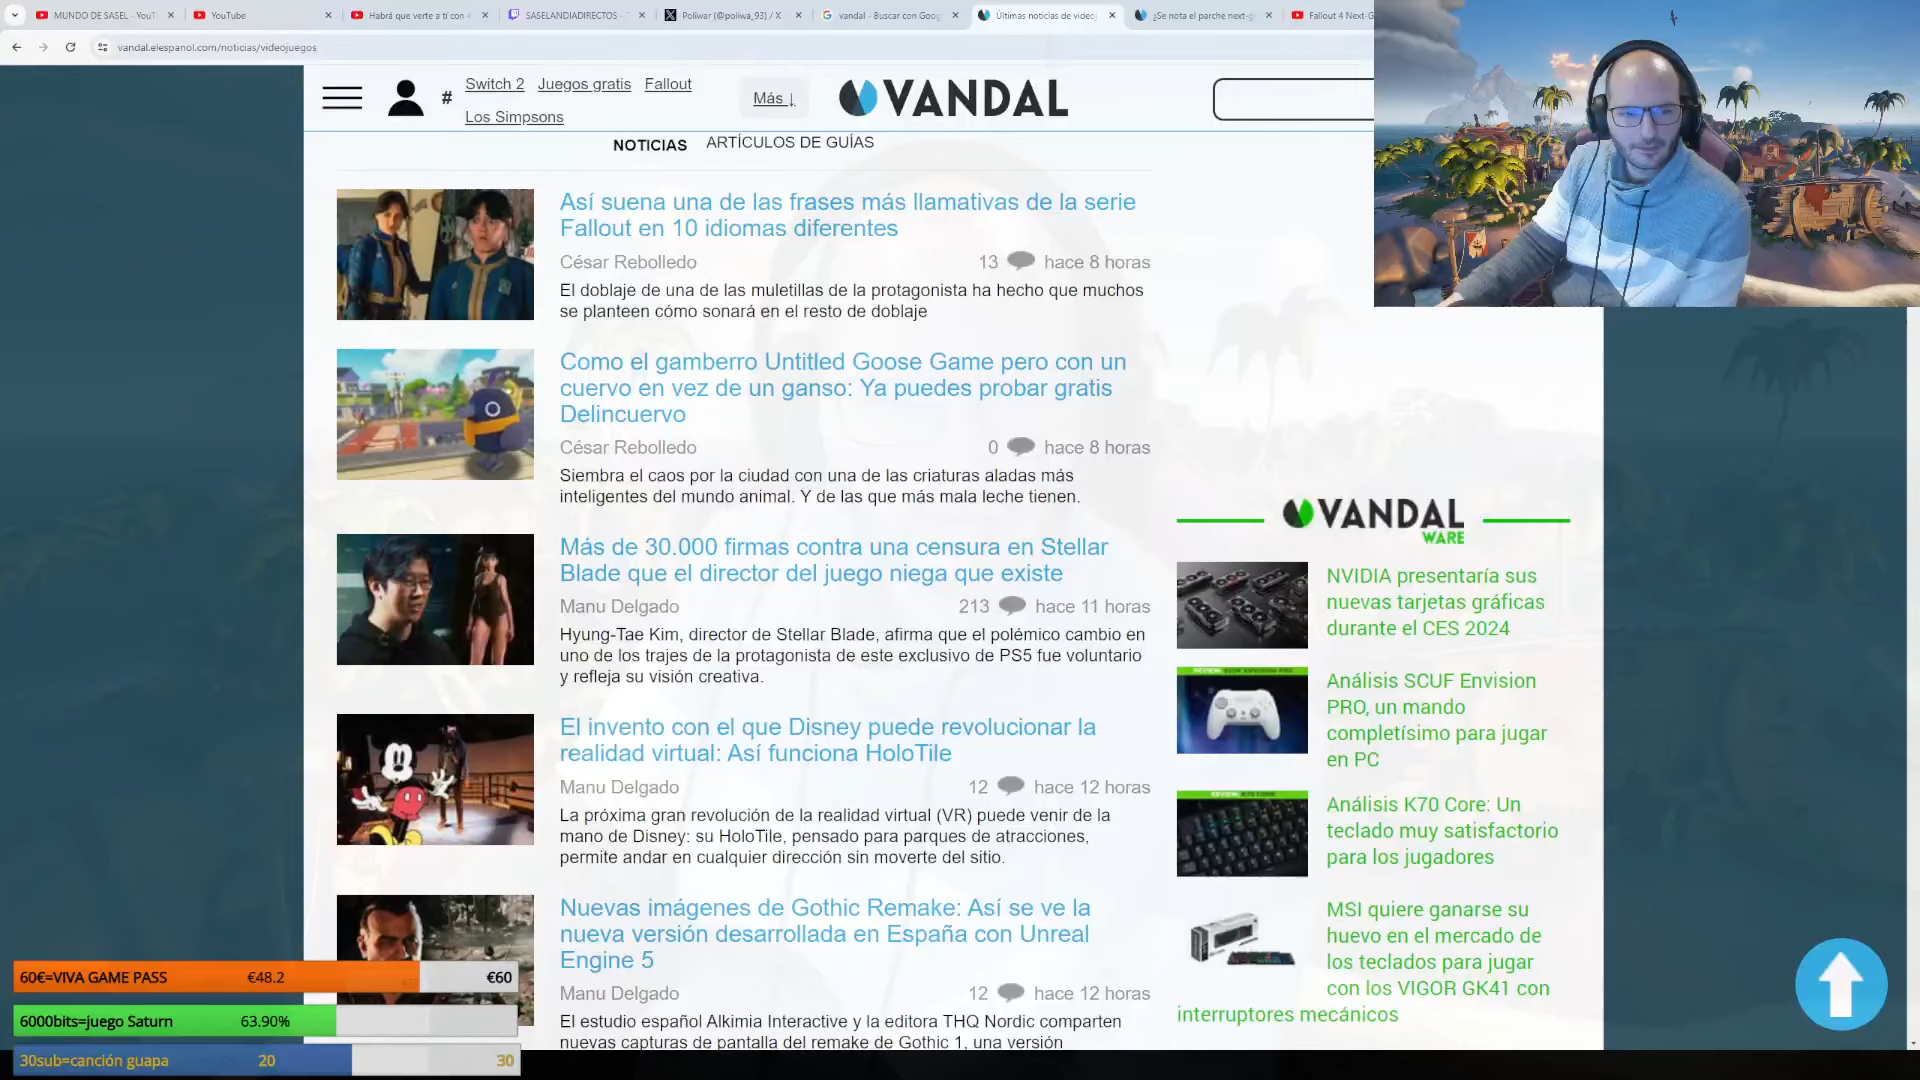 MUNDO DE SASEL - YouT
YouTube
Habrá que verte a tí con 4
SASELANDIADIRECTOS - T
Poliwar (@poliwa_93) / X
vandal - Buscar con Goog
Últimas noticias de videoj
¿Se nota el parche next-g
Fallout 4 Next-G
vandal.elespanol.com/noticias/videojuegos
#
Switch 2 Juegos gratis Fallout
Los Simpsons
Más ↓
VANDAL
NOTICIAS ARTÍCULOS DE GUÍAS
Así suena una de las frases más llamativas de la serie
Fallout en 10 idiomas diferentes
César Rebolledo 13 hace 8 horas
El doblaje de una de las muletillas de la protagonista ha hecho que muchos
se planteen cómo sonará en el resto de doblaje
Como el gamberro Untitled Goose Game pero con un
cuervo en vez de un ganso: Ya puedes probar gratis
Delincuervo
César Rebolledo 0 hace 8 horas
Siembra el caos por la ciudad con una de las criaturas aladas más
inteligentes del mundo animal. Y de las que más mala leche tienen.
Más de 30.000 firmas contra una censura en Stellar
Blade que el director del juego niega que existe
Manu Delgado 213 hace 11 horas
Hyung-Tae Kim, director de Stellar Blade, afirma que el polémico cambio en
uno de los trajes de la protagonista de este exclusivo de PS5 fue voluntario
y refleja su visión creativa.
El invento con el que Disney puede revolucionar la
realidad virtual: Así funciona HoloTile
Manu Delgado 12 hace 12 horas
La próxima gran revolución de la realidad virtual (VR) puede venir de la
mano de Disney: su HoloTile, pensado para parques de atracciones,
permite andar en cualquier dirección sin moverte del sitio.
Nuevas imágenes de Gothic Remake: Así se ve la
nueva versión desarrollada en España con Unreal
Engine 5
Manu Delgado 12 hace 12 horas
El estudio español Alkimia Interactive y la editora THQ Nordic comparten
nuevas capturas de pantalla del remake de Gothic 1, una versión
VANDAL
WARE
NVIDIA presentaría sus
nuevas tarjetas gráficas
durante el CES 2024
Análisis SCUF Envision
PRO, un mando
completísimo para jugar
en PC
Análisis K70 Core: Un
teclado muy satisfactorio
para los jugadores
MSI quiere ganarse su
huevo en el mercado de
los teclados para jugar
con los VIGOR GK41 con
interruptores mecánicos
60€=VIVA GAME PASS €48.2 €60
6000bits=juego Saturn 63.90%
30sub=canción guapa 20 30